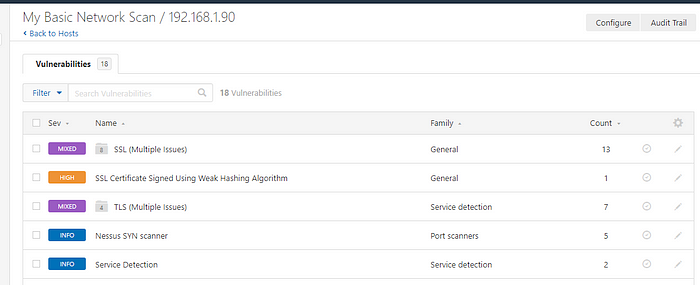 My Basic Network Scan / 192.168.1.90
Configure Audit Trail
Back to Hosts
Vulnerabilities 18
Filter Search Vulnerabilities 18 Vulnerabilities
Sev Name Family Count
MIXED 8 SSL (Multiple Issues) General 13
HIGH SSL Certificate Signed Using Weak Hashing Algorithm General 1
MIXED 4 TLS (Multiple Issues) Service detection 7
INFO Nessus SYN scanner Port scanners 5
INFO Service Detection Service detection 2